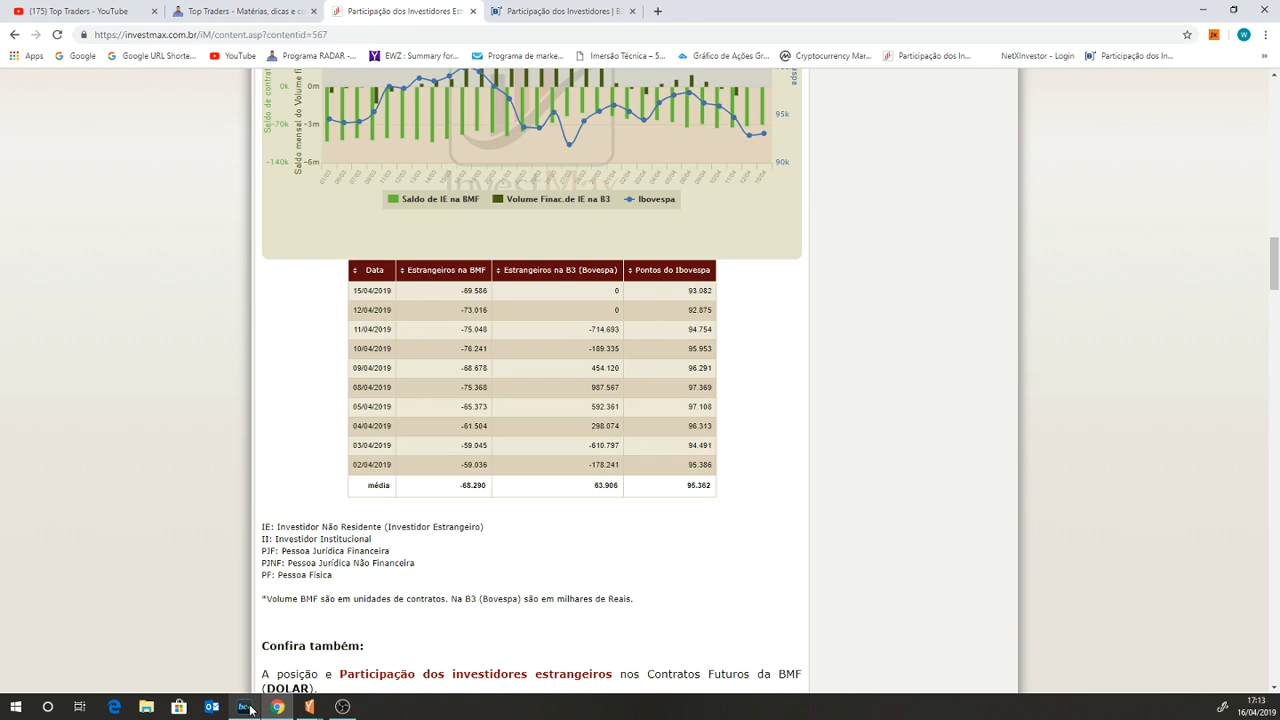 (175) Top Traders - YouTube
Top Traders - Matérias, dicas e co
Participação dos Investidores Est
Participação dos Investidores | B3
https://investmax.com.br/iM/content.asp?contentid=567
Apps
Google
Google URL Shorte...
YouTube
Programa RADAR -...
EWZ : Summary for...
Programa de marke...
Imersão Técnica – 5...
Gráfico de Ações Gr...
Cryptocurrency Mar...
Participação dos In...
NetXInvestor - Login
Participação dos In...
Saldo de contrat
Saldo mensal do Volume fi
0k
0m
-70k
-3m
-140k
-6m
95k
90k
InvestMax
Saldo de IE na BMF
Volume Finac.de IE na B3
Ibovespa
Data Estrangeiros na BMF Estrangeiros na B3 (Bovespa) Pontos do Ibovespa
15/04/2019 -69.586 0 93.082
12/04/2019 -73.016 0 92.875
11/04/2019 -75.048 -714.693 94.754
10/04/2019 -76.241 -189.335 95.953
09/04/2019 -68.678 454.120 96.291
08/04/2019 -75.368 987.567 97.369
05/04/2019 -65.373 592.361 97.108
04/04/2019 -61.504 298.074 96.313
03/04/2019 -59.045 -610.797 94.491
02/04/2019 -59.036 -178.241 95.386
média -68.290 63.906 95.362
IE: Investidor Não Residente (Investidor Estrangeiro)
II: Investidor Institucional
PJF: Pessoa Jurídica Financeira
PJNF: Pessoa Jurídica Não Financeira
PF: Pessoa Física
*Volume BMF são em unidades de contratos. Na B3 (Bovespa) são em milhares de Reais.
Confira também:
A posição e Participação dos investidores estrangeiros nos Contratos Futuros da BMF
(DOLAR).
17:13
16/04/2019